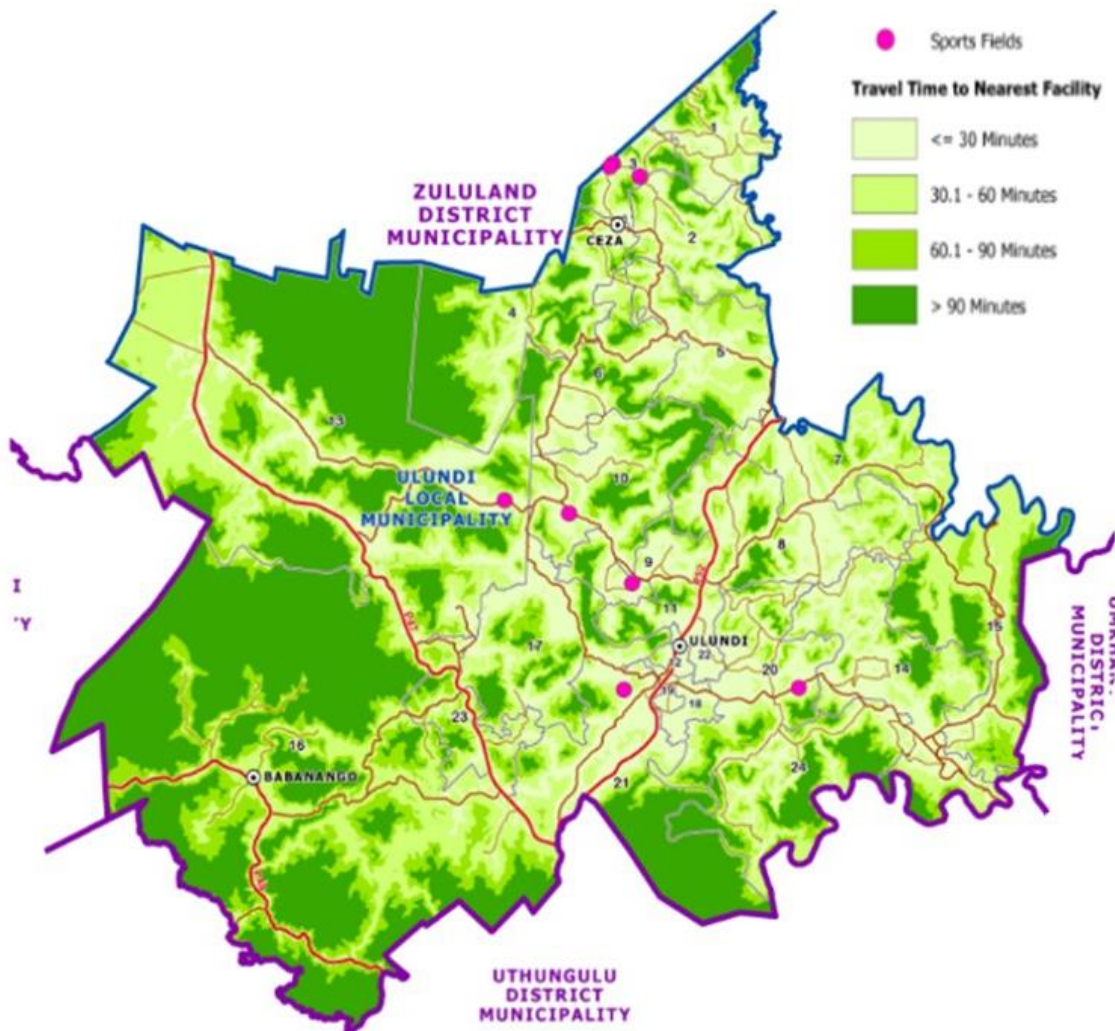 Sports Fields
Travel Time to Nearest Facility
<= 30 Minutes
30.1 - 60 Minutes
60.1 - 90 Minutes
> 90 Minutes
ZULULAND
DISTRICT
MUNICIPALITY
1
3
CEZA
2
4
5
6
13
7
ULUNDI
LOCAL
MUNICIPALITY
10
8
9
11
I
'Y
17
ULUNDI
22
20
14
15
DISTRIC,
MUNICIPALITY
19
18
23
16
BABANANGO
21
24
UTHUNGULU
DISTRICT
MUNICIPALITY